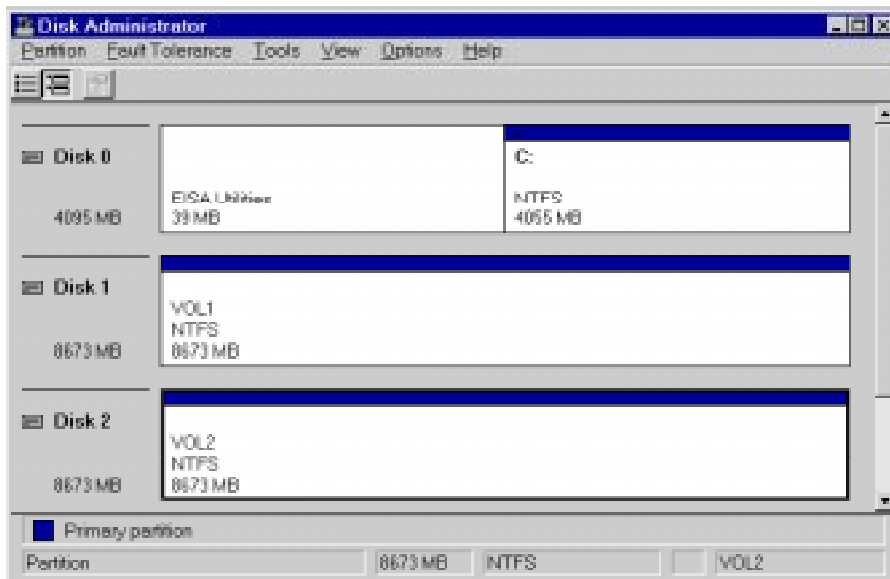 Disk Administrator
Partition Fault Tolerance Tools View Options Help
Disk 0
4095 MB
EISA Utilities
39 MB
C:
NTFS
4055 MB
Disk 1
8673 MB
VOL1
NTFS
8673 MB
Disk 2
8673 MB
VOL2
NTFS
8673 MB
Primary partition
Partition 8673 MB NTFS VOL2